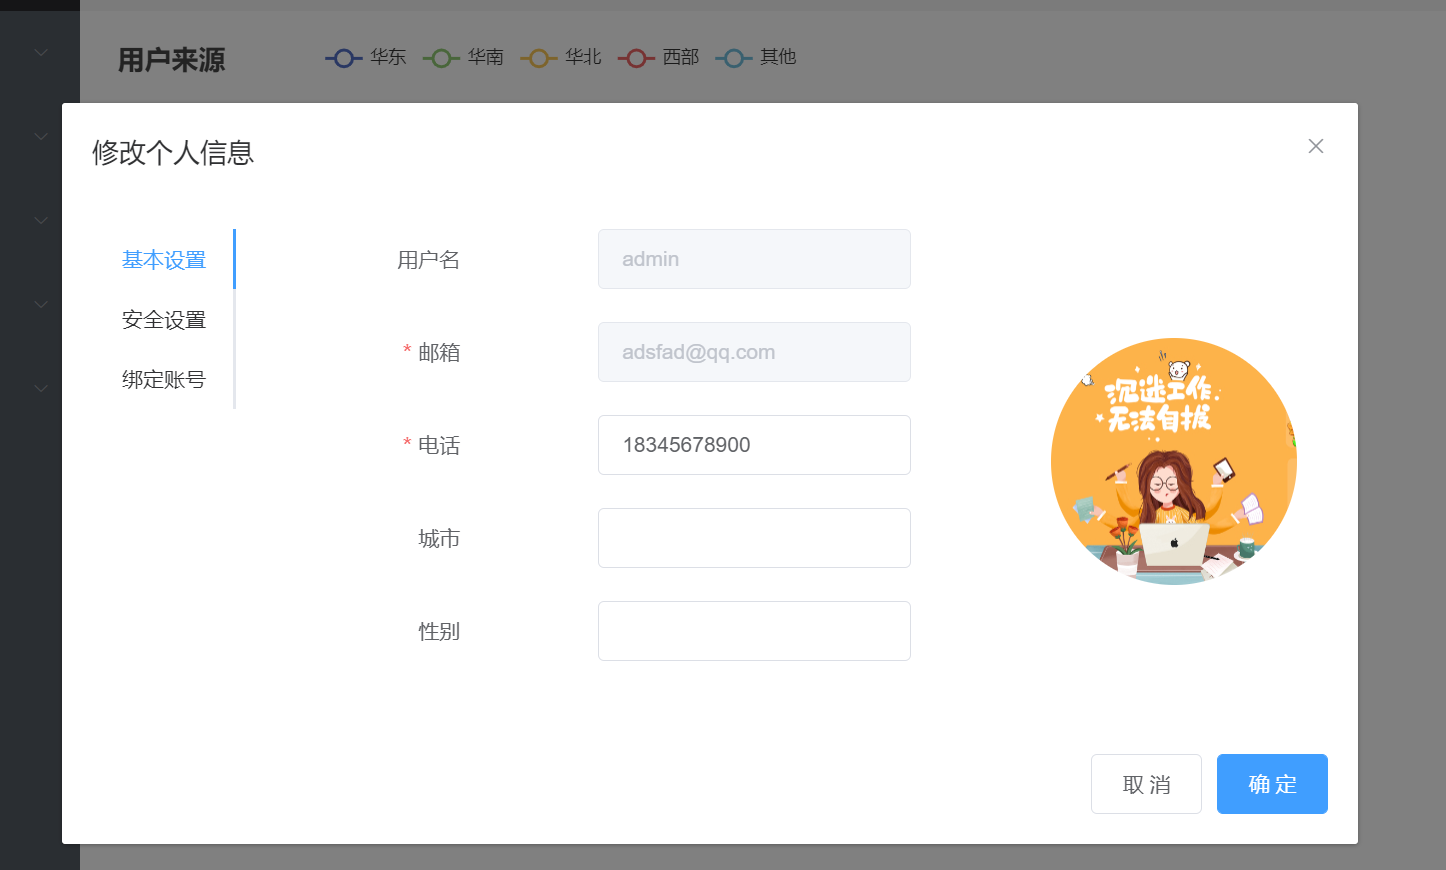 用户来源 华东 华南 华北 西部 其他
修改个人信息
基本设置
安全设置
绑定账号
用户名 admin
* 邮箱 adsfad@qq.com
* 电话 18345678900
城市
性别
沉迷工作
无法自拔
取消 确定